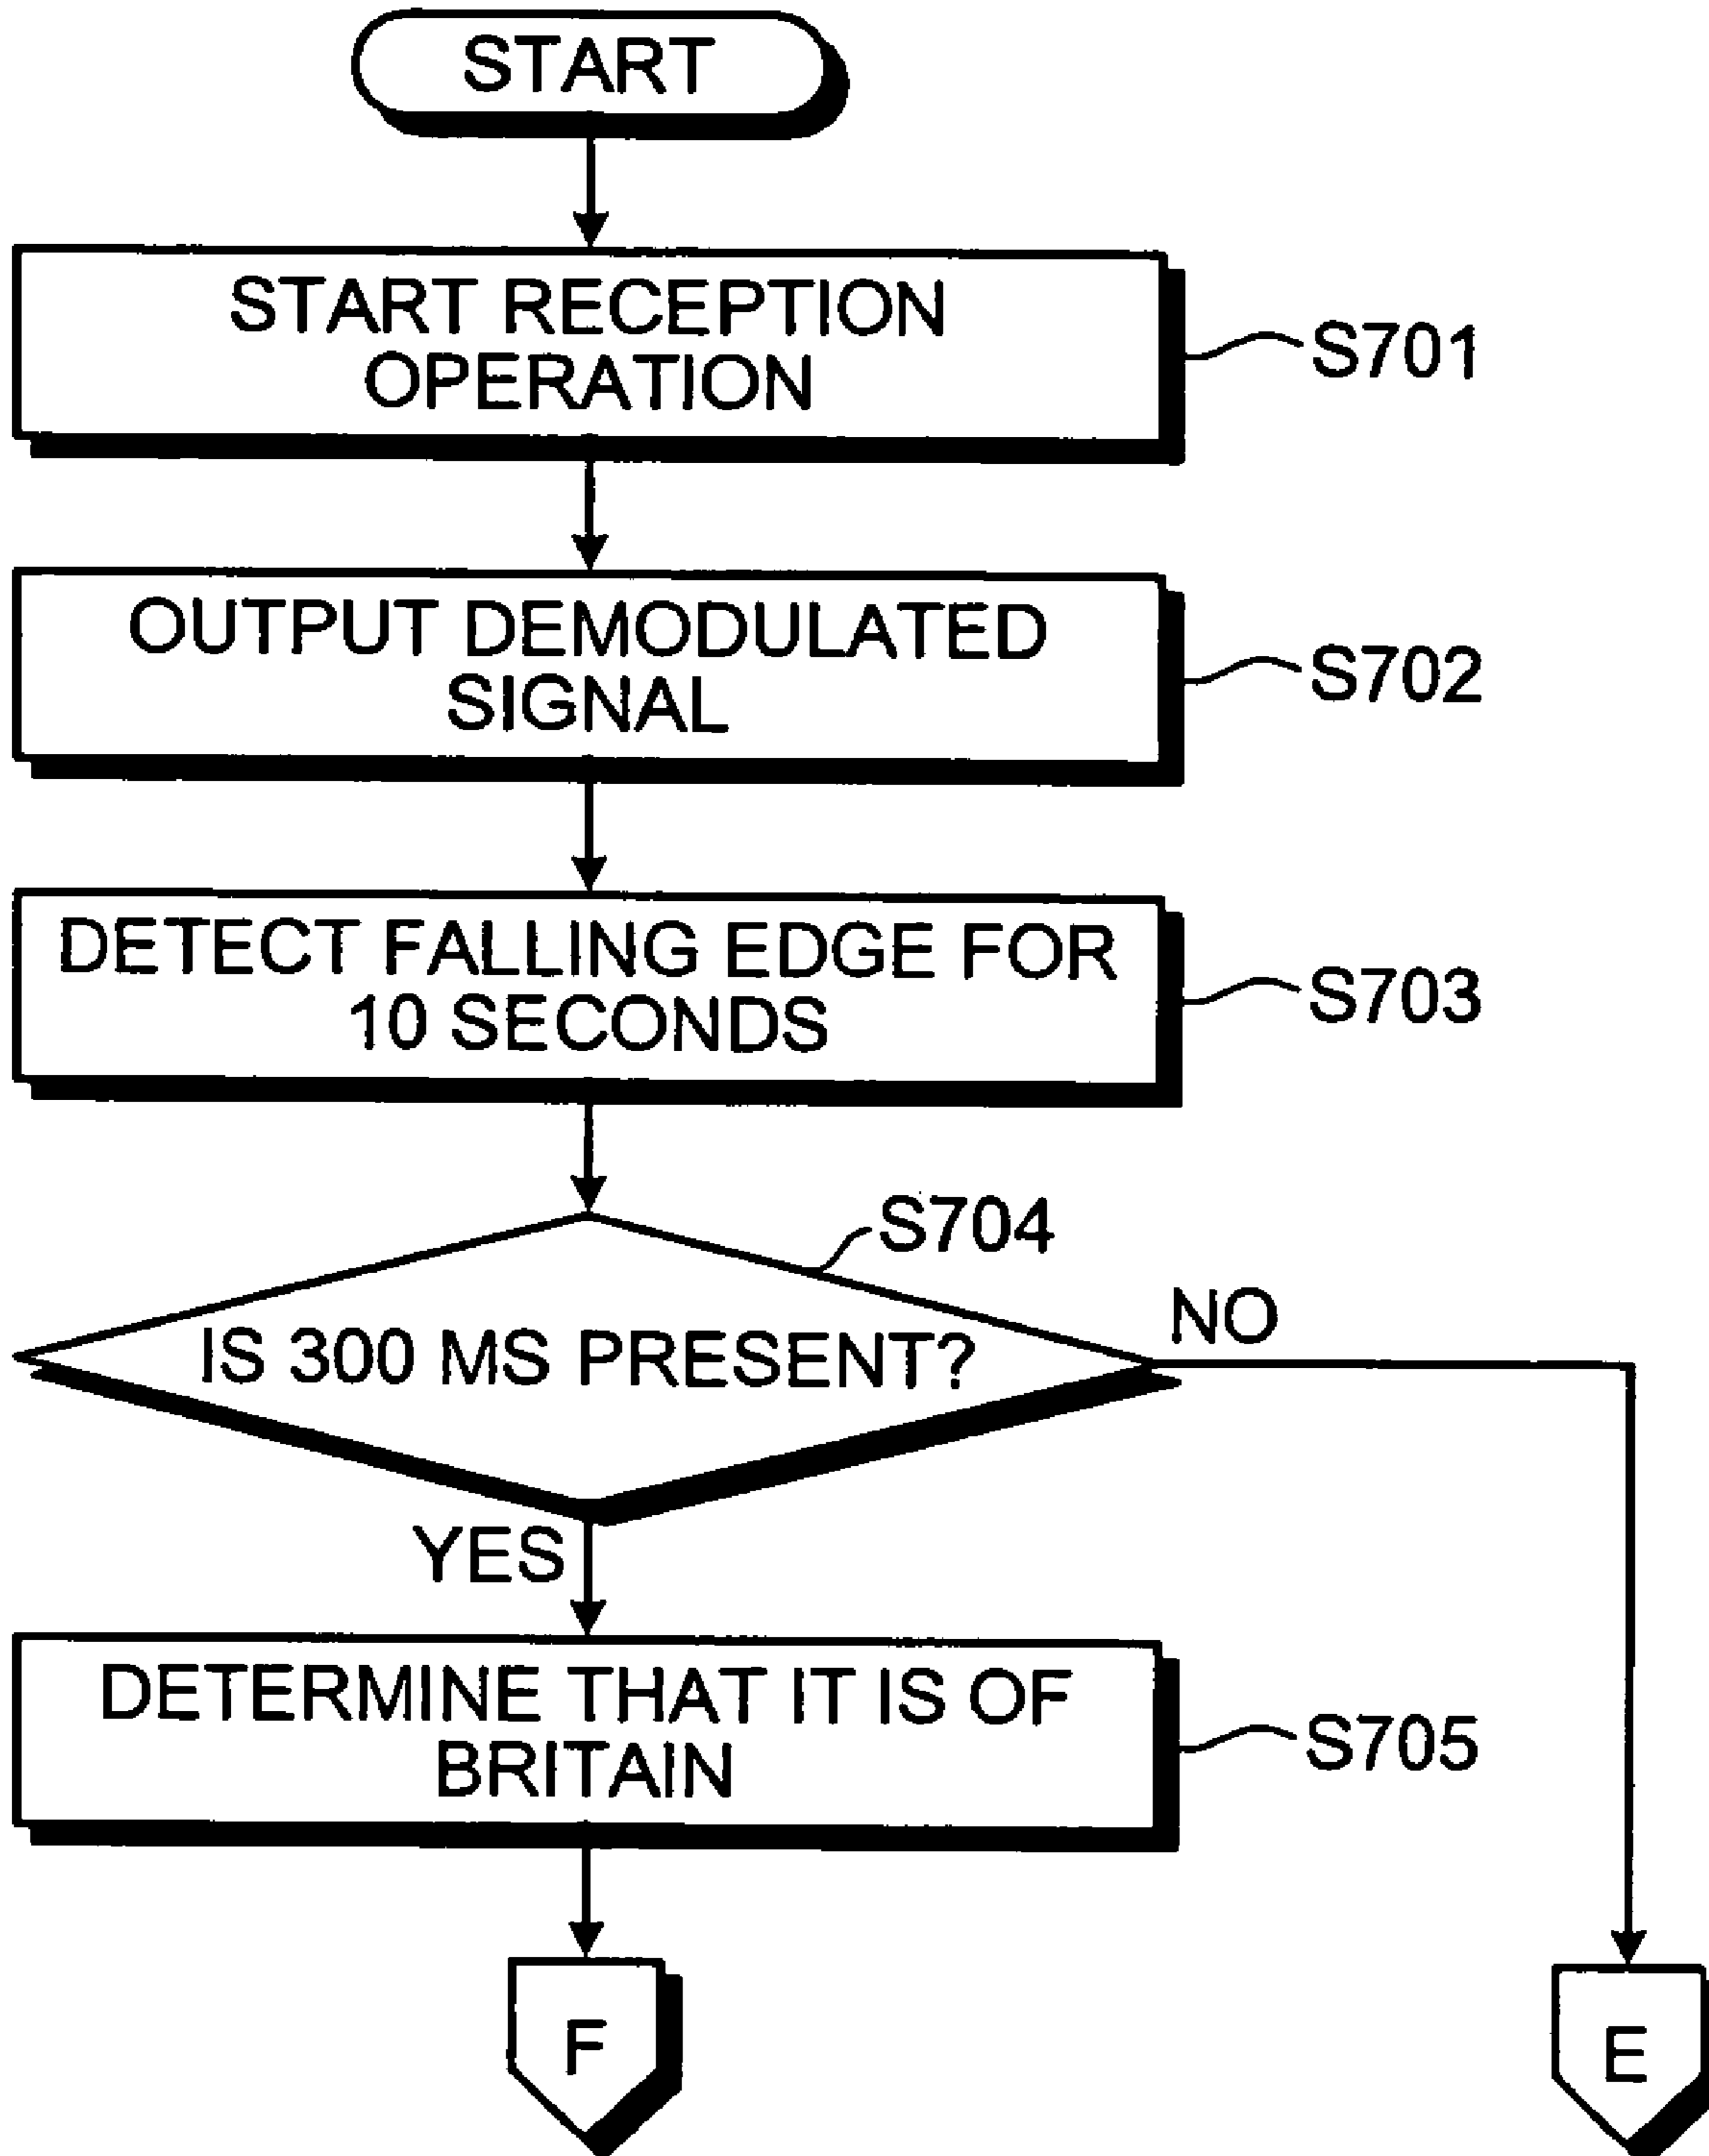 START
START RECEPTION
OPERATION
S701
OUTPUT DEMODULATED
SIGNAL
S702
DETECT FALLING EDGE FOR
10 SECONDS
S703
S704
IS 300 MS PRESENT?
NO
YES
DETERMINE THAT IT IS OF
BRITAIN
S705
F
E